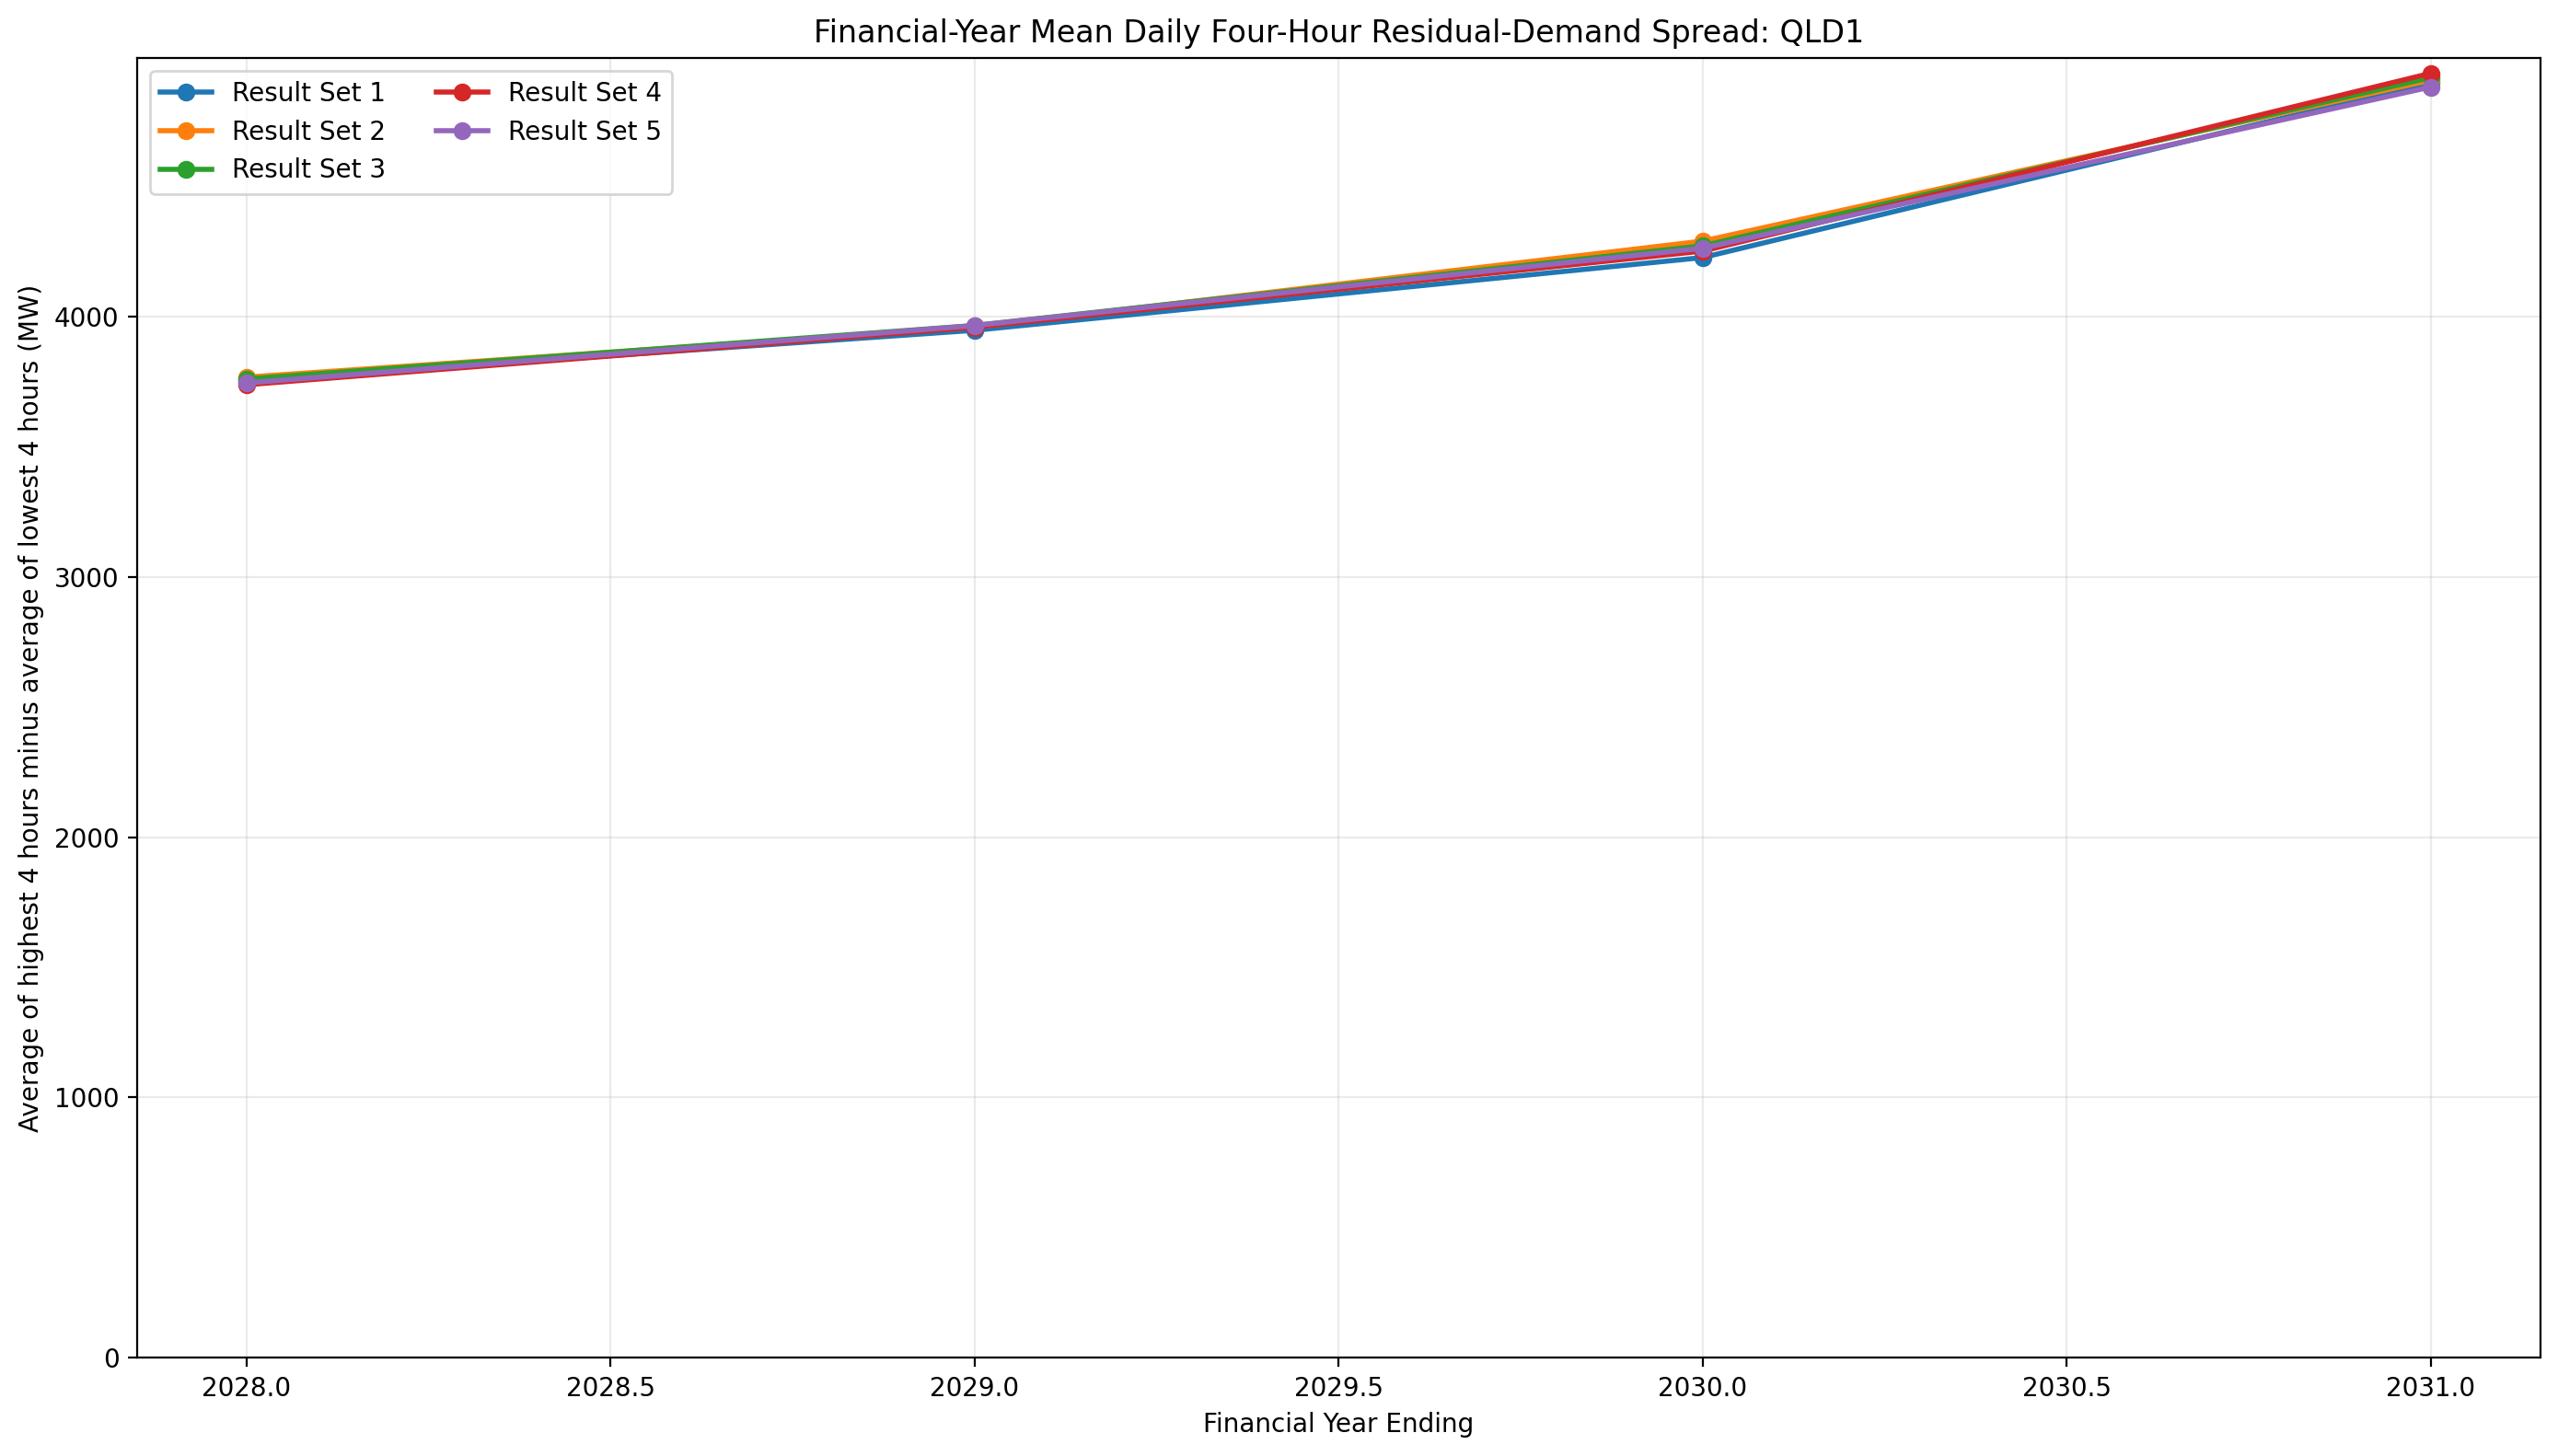 Financial-Year Mean Daily Four-Hour Residual-Demand Spread: QLD1
Result Set 1
Result Set 2
Result Set 3
Result Set 4
Result Set 5
Average of highest 4 hours minus average of lowest 4 hours (MW)
4000
3000
2000
1000
0
2028.0 2028.5 2029.0 2029.5 2030.0 2030.5 2031.0
Financial Year Ending